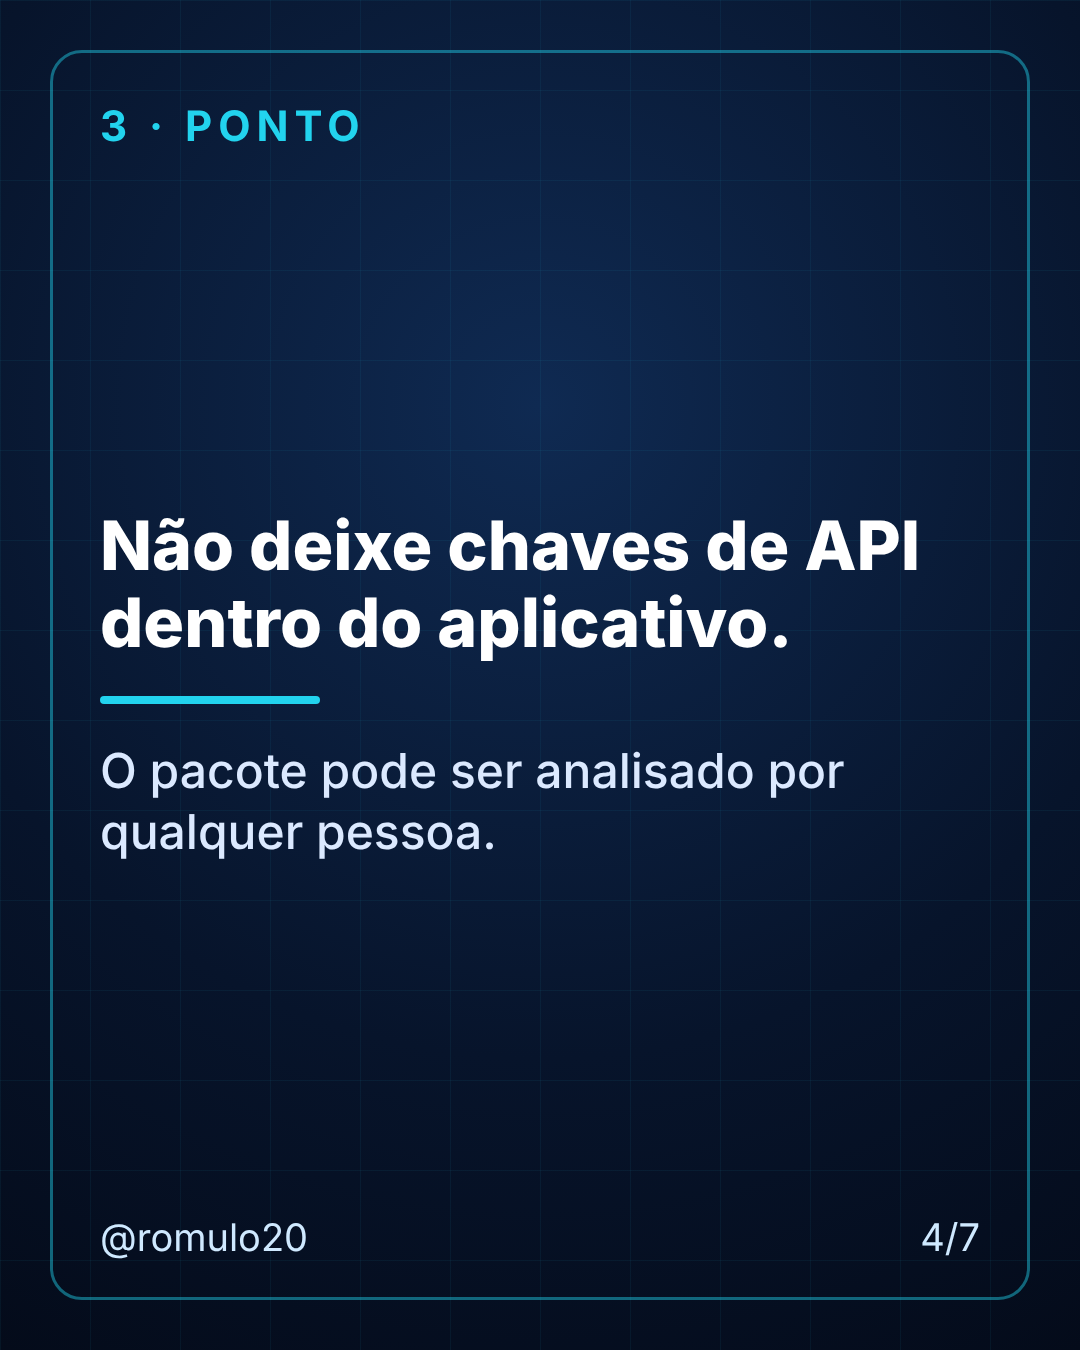 3 · PONTO
Não deixe chaves de API
dentro do aplicativo.
O pacote pode ser analisado por
qualquer pessoa.
@romulo20
4/7